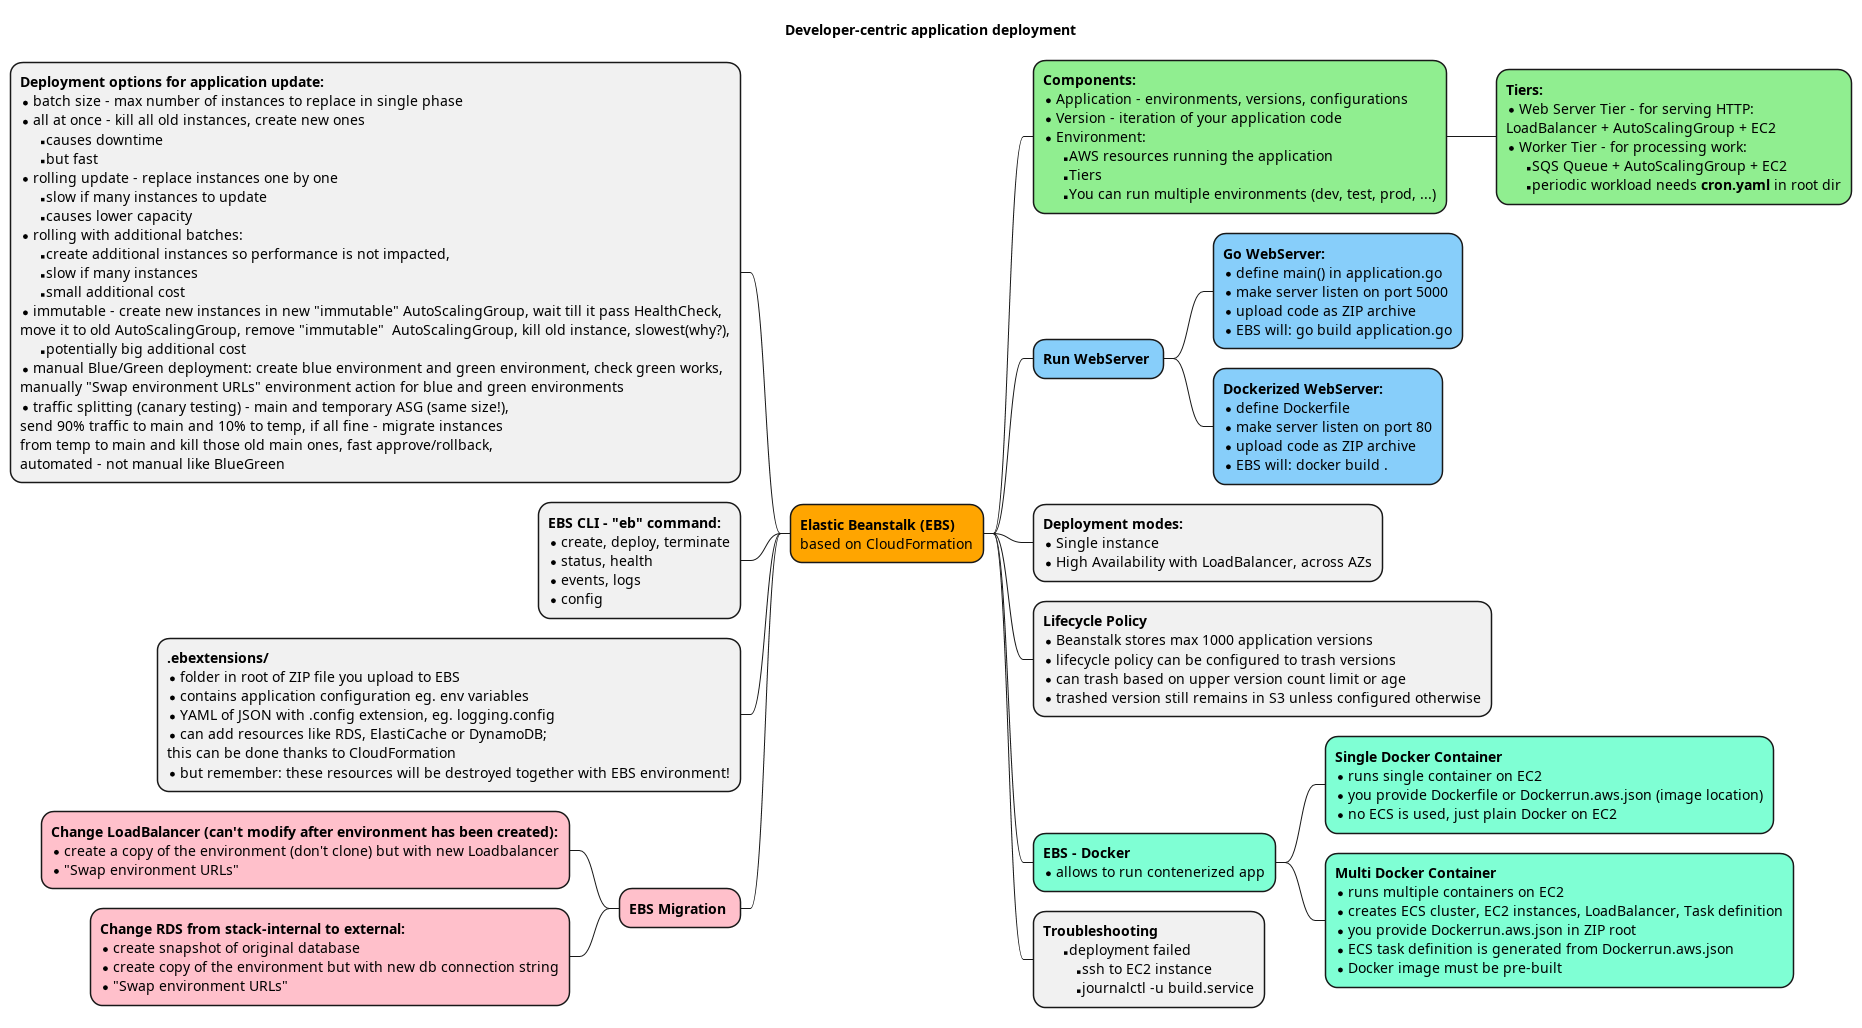 Developer-centric application deployment
Deployment options for application update:
• batch size - max number of instances to replace in single phase
• all at once - kill all old instances, create new ones
▪causes downtime
▪but fast
• rolling update - replace instances one by one
▪slow if many instances to update
▪causes lower capacity
• rolling with additional batches:
▪create additional instances so performance is not impacted,
▪slow if many instances
▪small additional cost
• immutable - create new instances in new "immutable" AutoScalingGroup, wait till it pass HealthCheck,
move it to old AutoScalingGroup, remove "immutable"  AutoScalingGroup, kill old instance, slowest(why?),
▪potentially big additional cost
• manual Blue/Green deployment: create blue environment and green environment, check green works,
manually "Swap environment URLs" environment action for blue and green environments
• traffic splitting (canary testing) - main and temporary ASG (same size!),
send 90% traffic to main and 10% to temp, if all fine - migrate instances
from temp to main and kill those old main ones, fast approve/rollback,
automated - not manual like BlueGreen
EBS CLI - "eb" command:
• create, deploy, terminate
• status, health
• events, logs
• config
.ebextensions/
• folder in root of ZIP file you upload to EBS
• contains application configuration eg. env variables
• YAML of JSON with .config extension, eg. logging.config
• can add resources like RDS, ElastiCache or DynamoDB;
this can be done thanks to CloudFormation
• but remember: these resources will be destroyed together with EBS environment!
Change LoadBalancer (can't modify after environment has been created):
• create a copy of the environment (don't clone) but with new Loadbalancer
• "Swap environment URLs"
Change RDS from stack-internal to external:
• create snapshot of original database
• create copy of the environment but with new db connection string
• "Swap environment URLs"
EBS Migration
Elastic Beanstalk (EBS)
based on CloudFormation
Components:
• Application - environments, versions, configurations
• Version - iteration of your application code
• Environment:
▪AWS resources running the application
▪Tiers
▪You can run multiple environments (dev, test, prod, ...)
Tiers:
• Web Server Tier - for serving HTTP:
LoadBalancer + AutoScalingGroup + EC2
• Worker Tier - for processing work:
▪SQS Queue + AutoScalingGroup + EC2
▪periodic workload needs cron.yaml in root dir
Run WebServer
Go WebServer:
• define main() in application.go
• make server listen on port 5000
• upload code as ZIP archive
• EBS will: go build application.go
Dockerized WebServer:
• define Dockerfile
• make server listen on port 80
• upload code as ZIP archive
• EBS will: docker build .
Deployment modes:
• Single instance
• High Availability with LoadBalancer, across AZs
Lifecycle Policy
• Beanstalk stores max 1000 application versions
• lifecycle policy can be configured to trash versions
• can trash based on upper version count limit or age
• trashed version still remains in S3 unless configured otherwise
EBS - Docker
• allows to run contenerized app
Single Docker Container
• runs single container on EC2
• you provide Dockerfile or Dockerrun.aws.json (image location)
• no ECS is used, just plain Docker on EC2
Multi Docker Container
• runs multiple containers on EC2
• creates ECS cluster, EC2 instances, LoadBalancer, Task definition
• you provide Dockerrun.aws.json in ZIP root
• ECS task definition is generated from Dockerrun.aws.json
• Docker image must be pre-built
Troubleshooting
▪deployment failed
▪ssh to EC2 instance
▪journalctl -u build.service